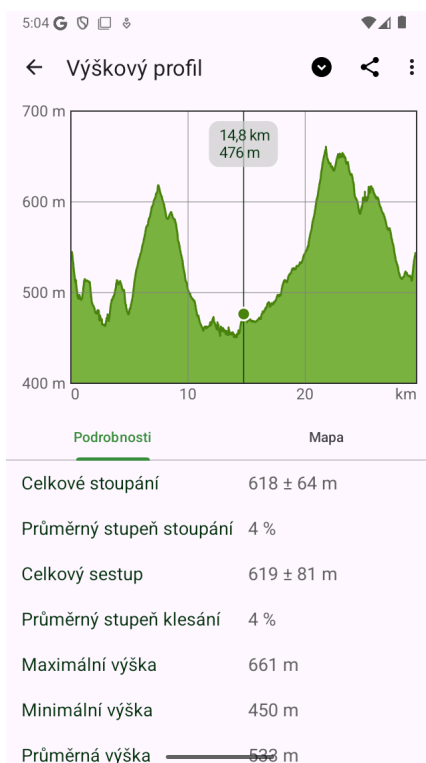 5:04
Výškový profil
700 m
14,8 km
476 m
600 m
500 m
400 m
0 10 20 km
Podrobnosti Mapa
Celkové stoupání 618 ± 64 m
Průměrný stupeň stoupání 4 %
Celkový sestup 619 ± 81 m
Průměrný stupeň klesání 4 %
Maximální výška 661 m
Minimální výška 450 m
Průměrná výška 533 m